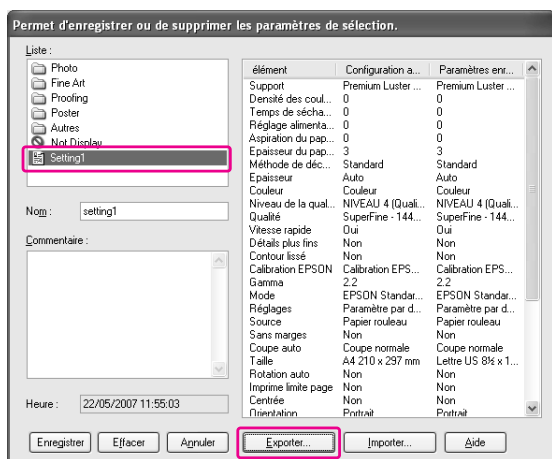 Permet d'enregistrer ou de supprimer les paramètres de sélection.
Liste :
Photo
Fine Art
Proofing
Poster
Autres
Not Display
Setting1
Nom : setting1
Commentaire :
Heure : 22/05/2007 11:55:03
élément Configuration a... Paramètres enr...
Support Premium Luster ... Premium Luster ...
Densité des coul... 0 0
Temps de sécha... 0 0
Réglage alimenta... 0 0
Aspiration du pap... 0 0
Epaisseur du pap... 3 3
Méthode de déc... Standard Standard
Epaisseur Auto Auto
Couleur Couleur Couleur
Niveau de la qual... NIVEAU 4 (Quali... NIVEAU 4 (Quali...
Qualité SuperFine - 144... SuperFine - 144...
Vitesse rapide Oui Oui
Détails plus fins Non Non
Contour lissé Non Non
Calibration EPSON Calibration EPS... Calibration EPS...
Gamma 2.2 2.2
Mode EPSON Standar... EPSON Standar...
Réglages Paramètre par d... Paramètre par d...
Source Papier rouleau Papier rouleau
Sans marges Non Non
Coupe auto Coupe normale Coupe normale
Taille A4 210 x 297 mm Lettre US 8½ x 1...
Rotation auto Non Non
Imprime limite page Non Non
Centrée Non Non
Orientation Portrait Portrait
Enregistrer Effacer Annuler Exporter... Importer... Aide